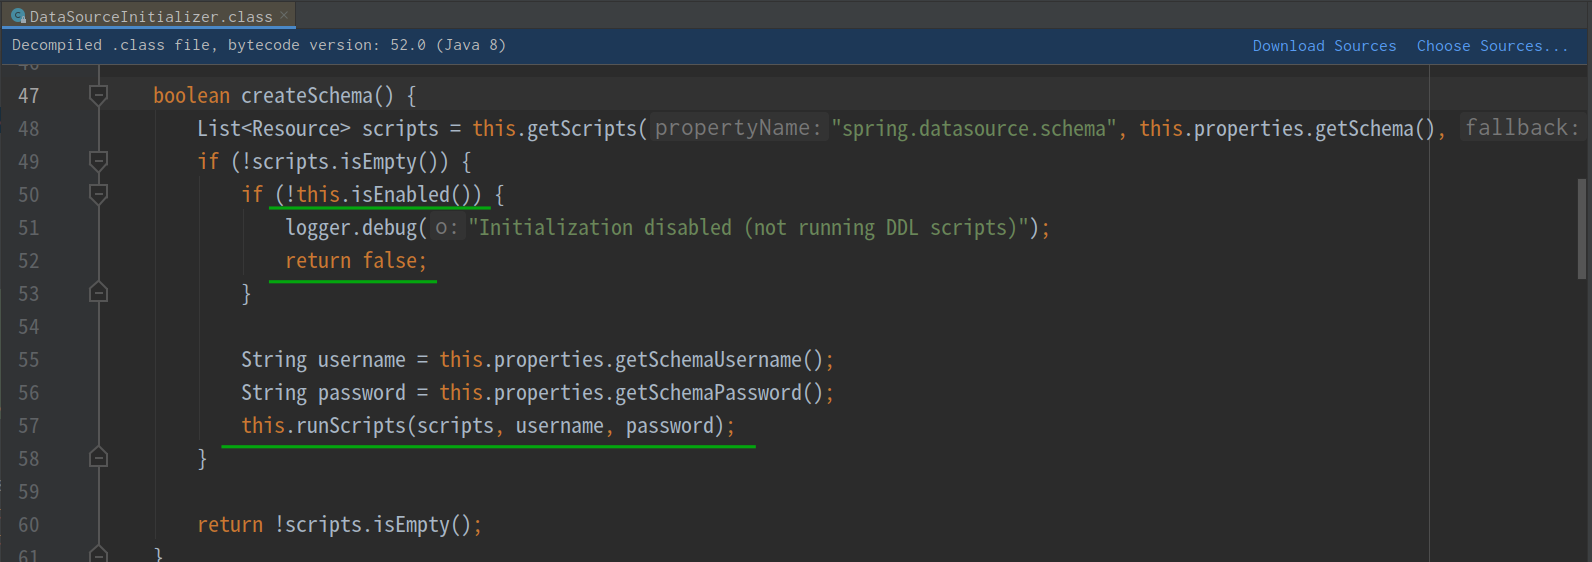 DataSourceInitializer.class
Decompiled .class file, bytecode version: 52.0 (Java 8) Download Sources Choose Sources...
46
47 boolean createSchema() {
48 List<Resource> scripts = this.getScripts( propertyName: "spring.datasource.schema", this.properties.getSchema(), fallback:
49 if (!scripts.isEmpty()) {
50 if (!this.isEnabled()) {
51 logger.debug( o: "Initialization disabled (not running DDL scripts)");
52 return false;
53 }
54
55 String username = this.properties.getSchemaUsername();
56 String password = this.properties.getSchemaPassword();
57 this.runScripts(scripts, username, password);
58 }
59
60 return !scripts.isEmpty();
61 }